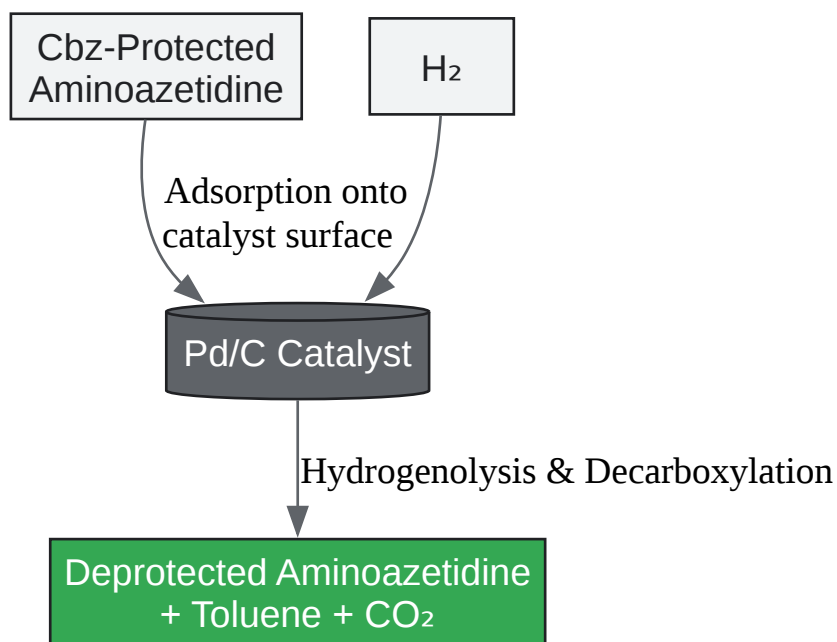 Cbz-Protected
Aminoazetidine
H₂
Adsorption onto
catalyst surface
Pd/C Catalyst
Hydrogenolysis & Decarboxylation
Deprotected Aminoazetidine
+ Toluene + CO₂